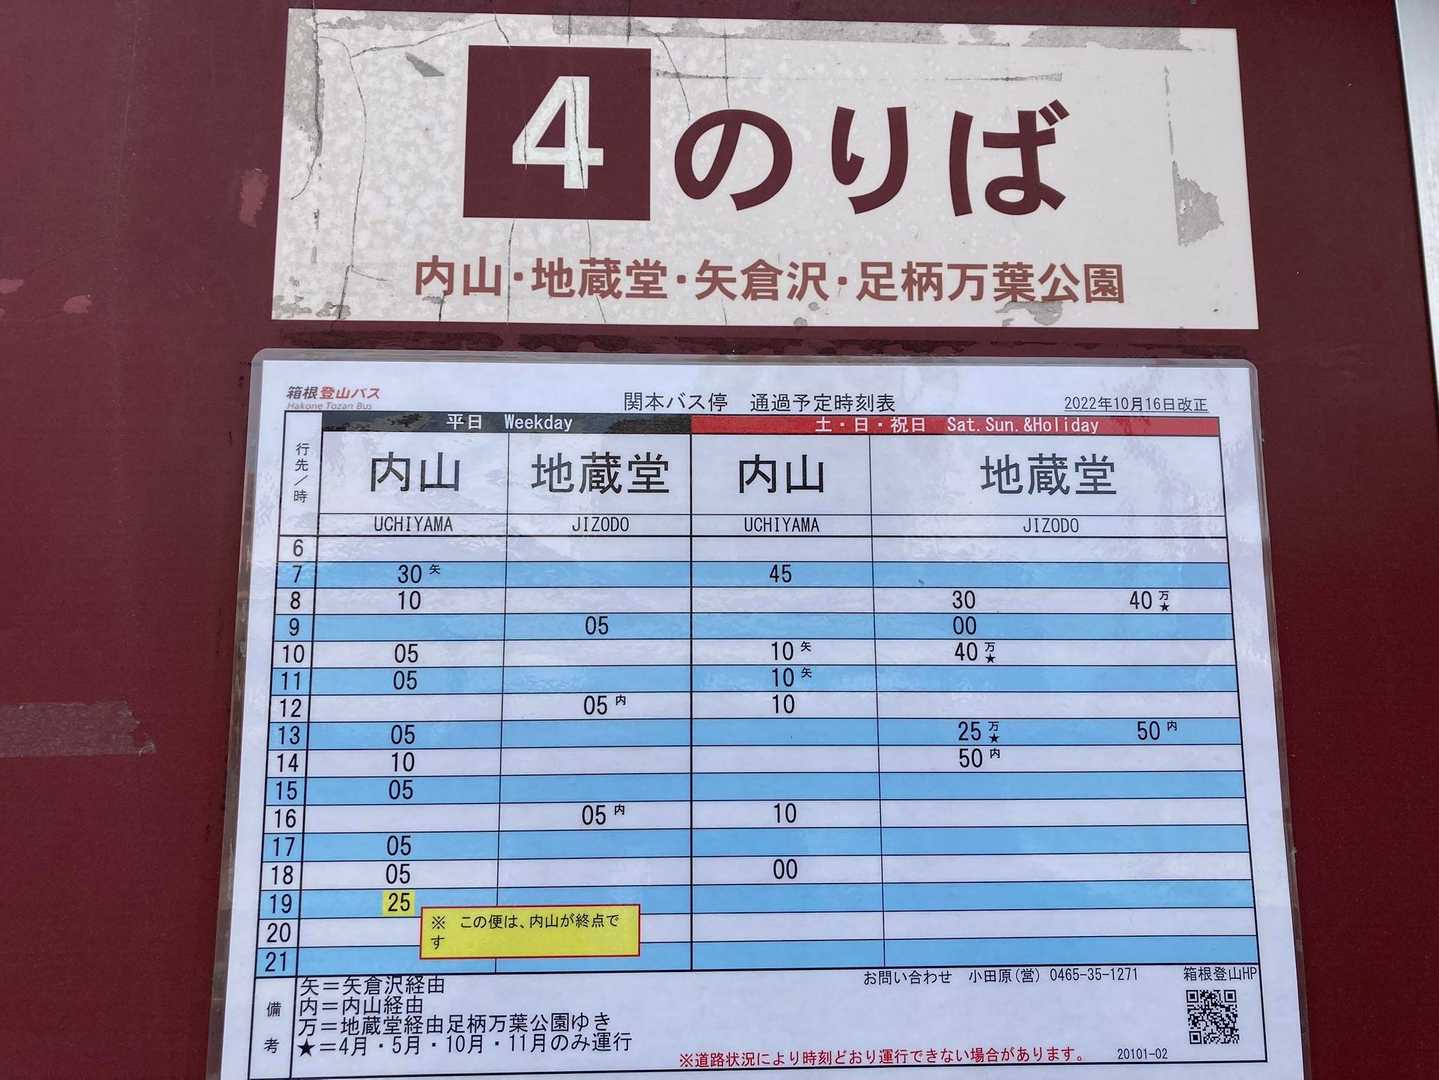 4のりば
内山・地蔵堂・矢倉沢・足柄万葉公園
箱根登山バス
Hakone Tozan Bus
関本バス停　通過予定時刻表
2022年10月16日改正
行先/時
平日 Weekday
土・日・祝日 Sat.Sun.&Holiday
内山 地蔵堂 内山 地蔵堂
UCHIYAMA JIZODO UCHIYAMA JIZODO
6
7 30矢 45
8 10 30 40万★
9 05 00
10 05 10矢 40万★
11 05 10矢
12 05内 10
13 05 25万★ 50内
14 10 50内
15 05
16 05内 10
17 05
18 05 00
19 25
※　この便は、内山が終点で
す
20
21
備考
矢＝矢倉沢経由
内＝内山経由
万＝地蔵堂経由足柄万葉公園ゆき
★＝4月・5月・10月・11月のみ運行
お問い合わせ　小田原(営) 0465-35-1271
箱根登山HP
※道路状況により時刻どおり運行できない場合があります。
20101-02